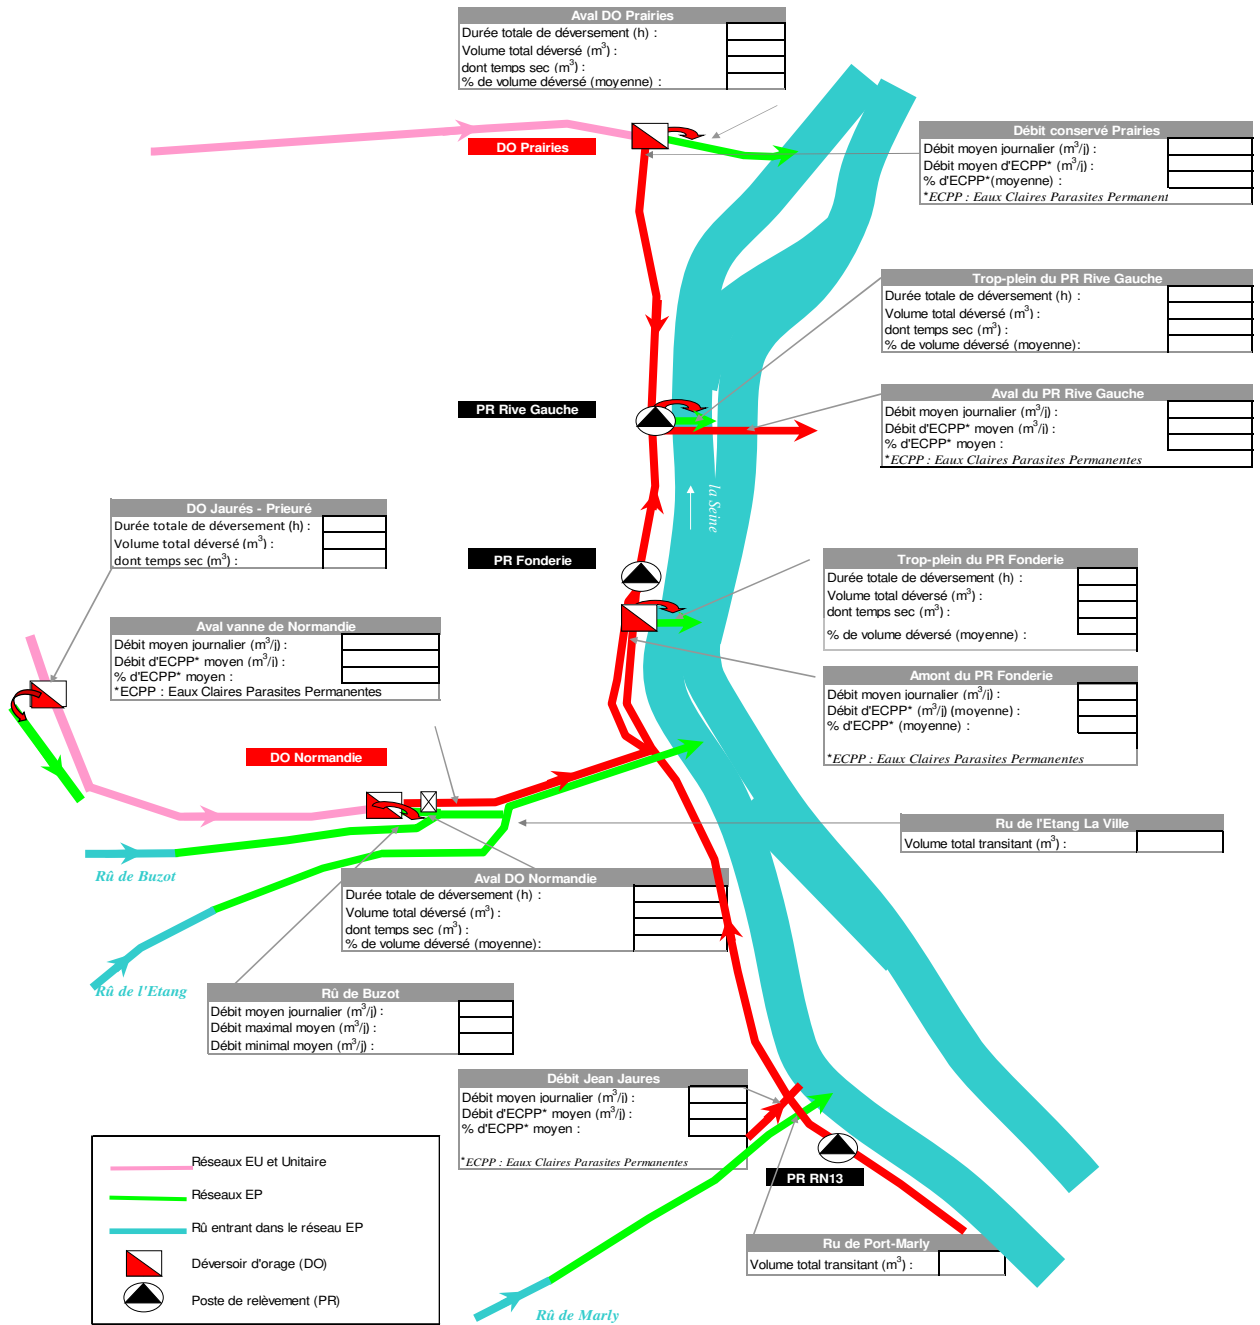 Aval DO Prairies
Durée totale de déversement (h) :
Volume total déversé (m³) :
dont temps sec (m³) :
% de volume déversé (moyenne) :
DO Prairies
Débit conservé Prairies
Débit moyen journalier (m³/j) :
Débit moyen d'ECPP* (m³/j) :
% d'ECPP*(moyenne) :
*ECPP : Eaux Claires Parasites Permanent
Trop-plein du PR Rive Gauche
Durée totale de déversement (h) :
Volume total déversé (m³) :
dont temps sec (m³) :
% de volume déversé (moyenne):
PR Rive Gauche
Aval du PR Rive Gauche
Débit moyen journalier (m³/j) :
Débit d'ECPP* moyen (m³/j) :
% d'ECPP* moyen :
*ECPP : Eaux Claires Parasites Permanentes
la Seine
DO Jaurés - Prieuré
Durée totale de déversement (h) :
Volume total déversé (m³) :
dont temps sec (m³) :
PR Fonderie
Trop-plein du PR Fonderie
Durée totale de déversement (h) :
Volume total déversé (m³) :
dont temps sec (m³) :
% de volume déversé (moyenne) :
Aval vanne de Normandie
Débit moyen journalier (m³/j) :
Débit d'ECPP* moyen (m³/j) :
% d'ECPP* moyen :
*ECPP : Eaux Claires Parasites Permanentes
Amont du PR Fonderie
Débit moyen journalier (m³/j) :
Débit d'ECPP* (m³/j) (moyenne) :
% d'ECPP* (moyenne) :
*ECPP : Eaux Claires Parasites Permanentes
DO Normandie
Ru de l'Etang La Ville
Volume total transitant (m³) :
Rû de Buzot
Aval DO Normandie
Durée totale de déversement (h) :
Volume total déversé (m³) :
dont temps sec (m³) :
% de volume déversé (moyenne):
Rû de l'Etang
Rû de Buzot
Débit moyen journalier (m³/j) :
Débit maximal moyen (m³/j) :
Débit minimal moyen (m³/j) :
Débit Jean Jaures
Débit moyen journalier (m³/j) :
Débit d'ECPP* moyen (m³/j) :
% d'ECPP* moyen :
*ECPP : Eaux Claires Parasites Permanentes
PR RN13
Ru de Port-Marly
Volume total transitant (m³) :
Rû de Marly
Réseaux EU et Unitaire
Réseaux EP
Rû entrant dans le réseau EP
Déversoir d'orage (DO)
Poste de relèvement (PR)